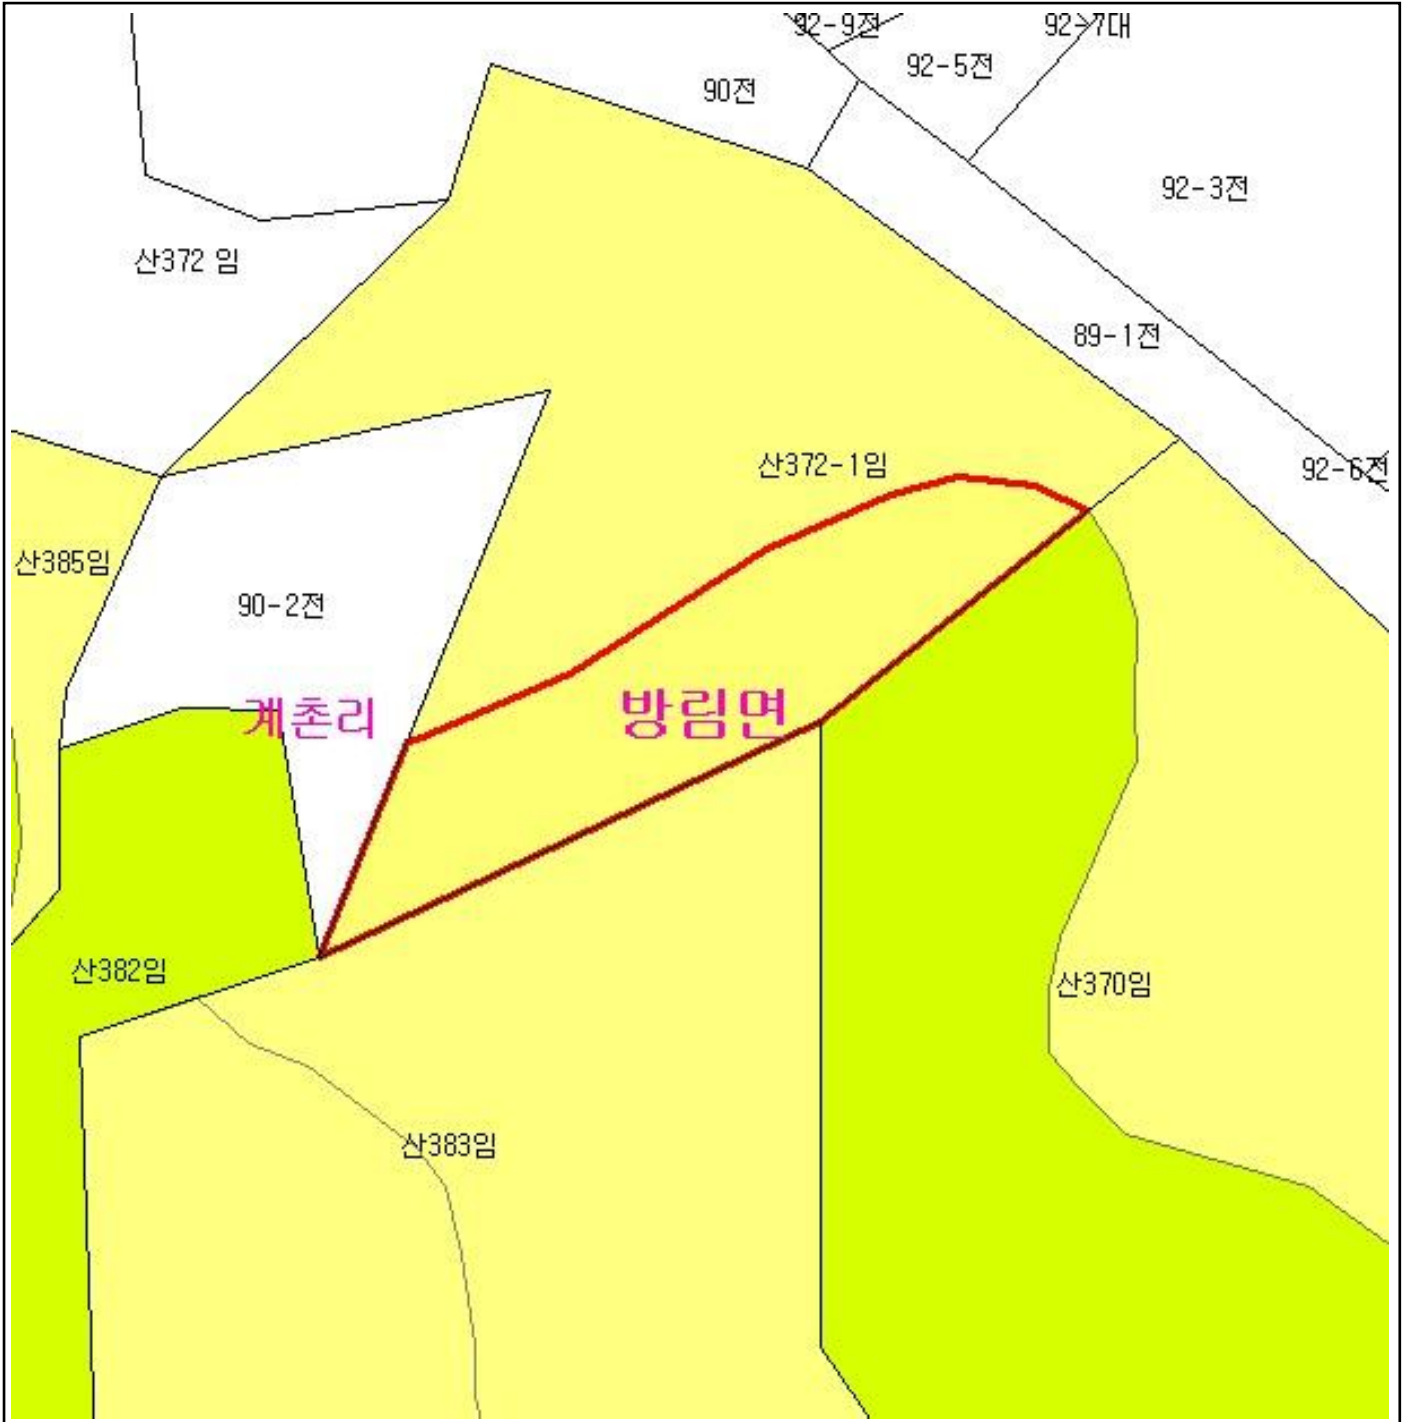 92-9전
92-7대
92-5전
90전
92-3전
산372 임
89-1전
산372-1임
92-6전
산385임
90-2전
계촌리
방림면
산382임
산370임
산383임